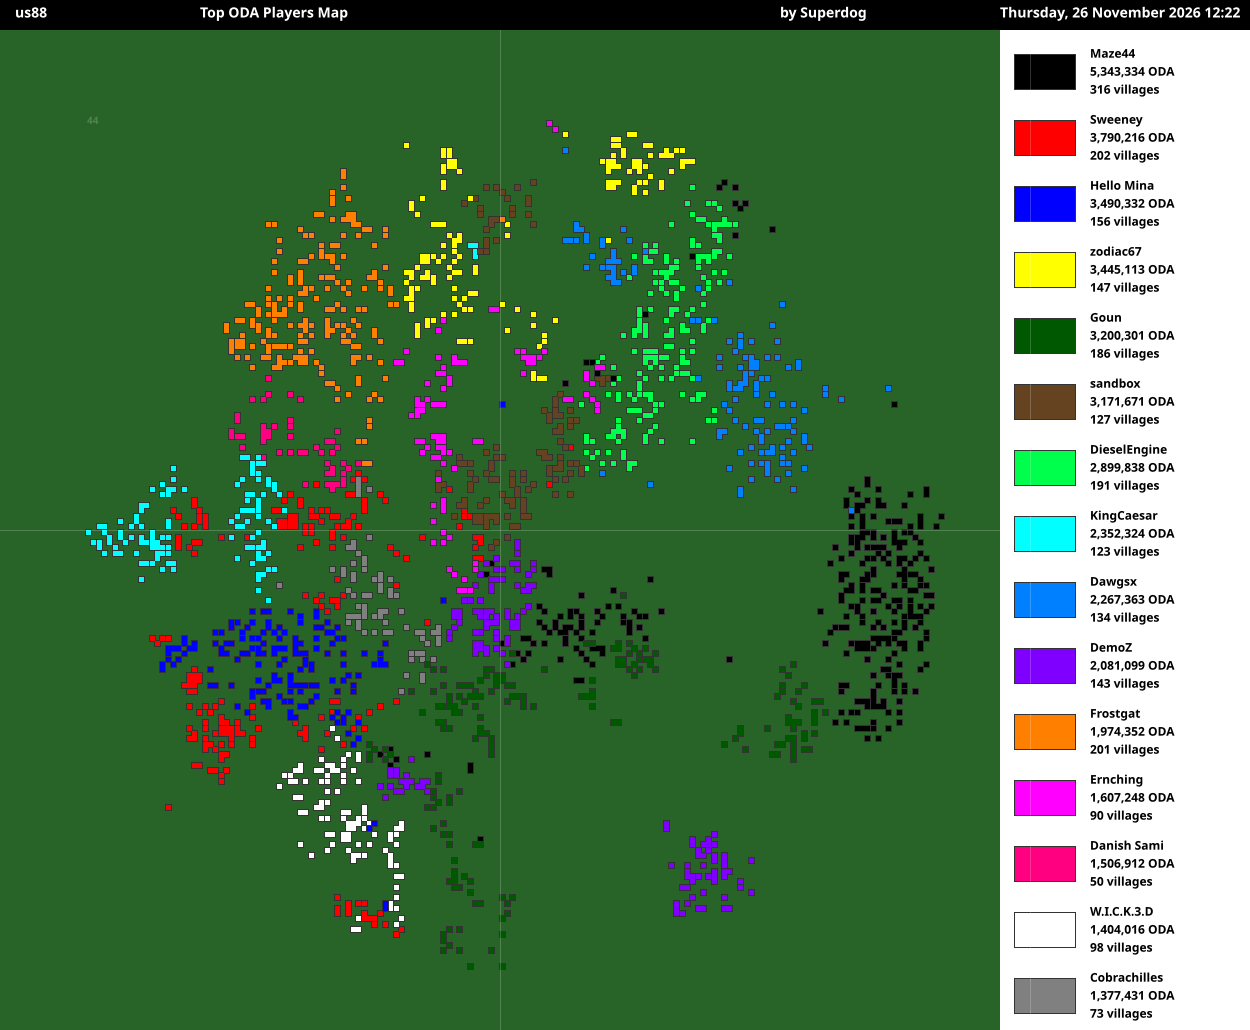 us88
Top ODA Players Map
by Superdog
Thursday, 26 November 2026 12:22
44
Maze44
5,343,334 ODA
316 villages
Sweeney
3,790,216 ODA
202 villages
Hello Mina
3,490,332 ODA
156 villages
zodiac67
3,445,113 ODA
147 villages
Goun
3,200,301 ODA
186 villages
sandbox
3,171,671 ODA
127 villages
DieselEngine
2,899,838 ODA
191 villages
KingCaesar
2,352,324 ODA
123 villages
Dawgsx
2,267,363 ODA
134 villages
DemoZ
2,081,099 ODA
143 villages
Frostgat
1,974,352 ODA
201 villages
Ernching
1,607,248 ODA
90 villages
Danish Sami
1,506,912 ODA
50 villages
W.I.C.K.3.D
1,404,016 ODA
98 villages
Cobrachilles
1,377,431 ODA
73 villages